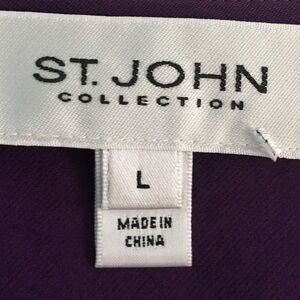 ST. JOHN
COLLECTION
L
MADE IN
CHINA